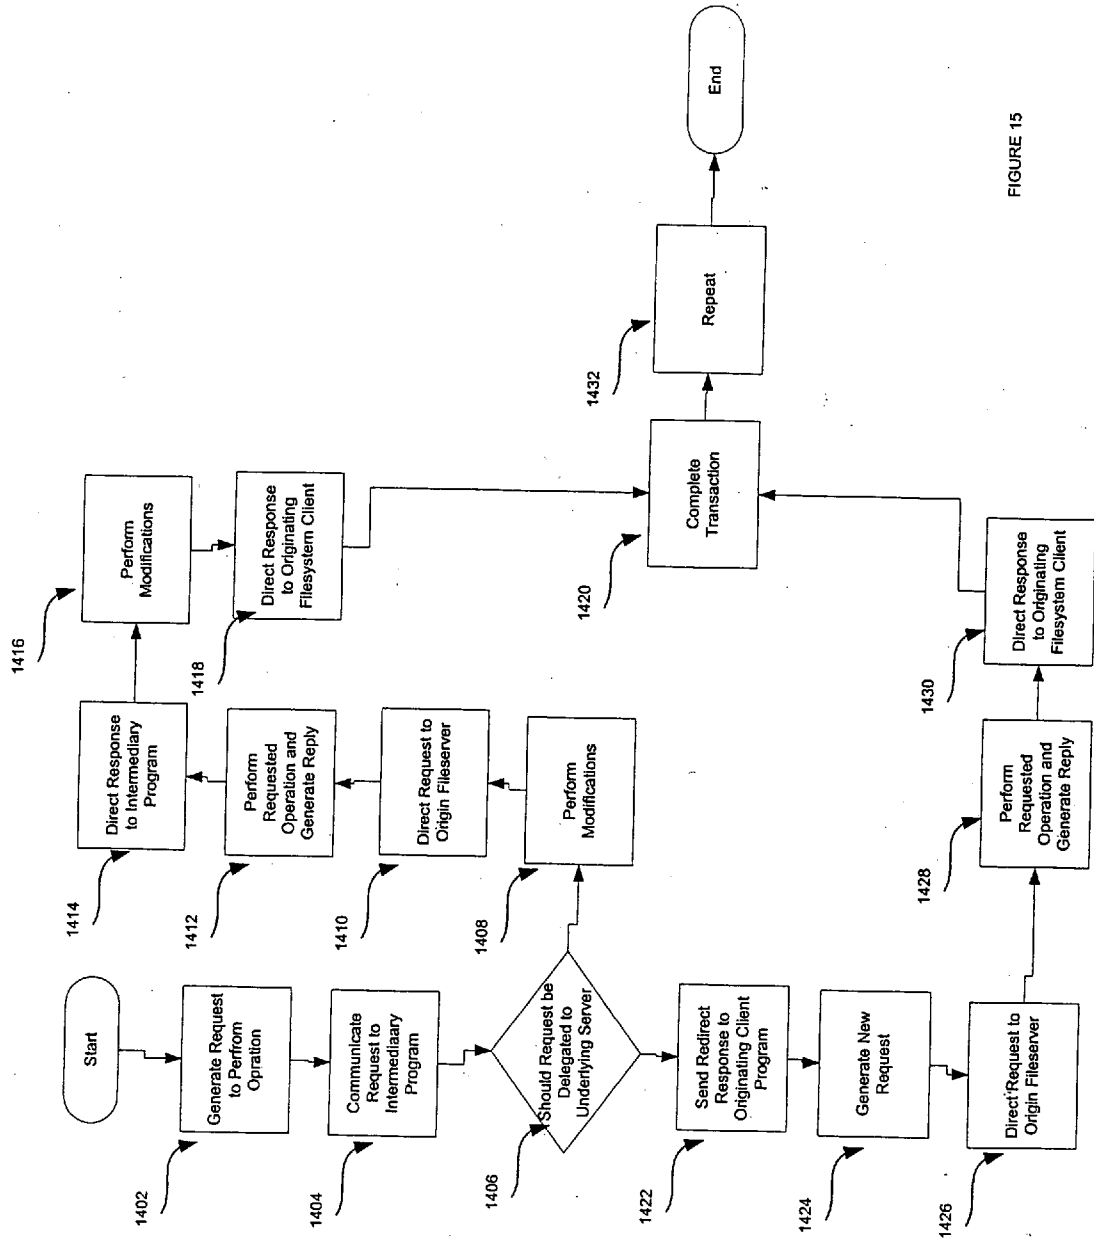 Start
1402
Generate Request
to Perfrom
Opration
1404
Communicate
Request to
Intermediaary
Program
1406
Should Request be
Delegated to
Underlying Server
1408
Perform
Modifications
1410
Direct Request to
Origin Fileserver
1412
Perform
Requested
Operation and
Generate Reply
1414
Direct Response
to Intermediary
Program
1416
Perform
Modifications
1418
Direct Response
to Originating
Filesystem Client
1420
Complete
Transaction
1422
Send Redirect
Response to
Originating Client
Program
1424
Generate New
Request
1426
Direct Request to
Origin Fileserver
1428
Perform
Requested
Operation and
Generate Reply
1430
Direct Response
to Originating
Filesystem Client
1432
Repeat
End
FIGURE 15